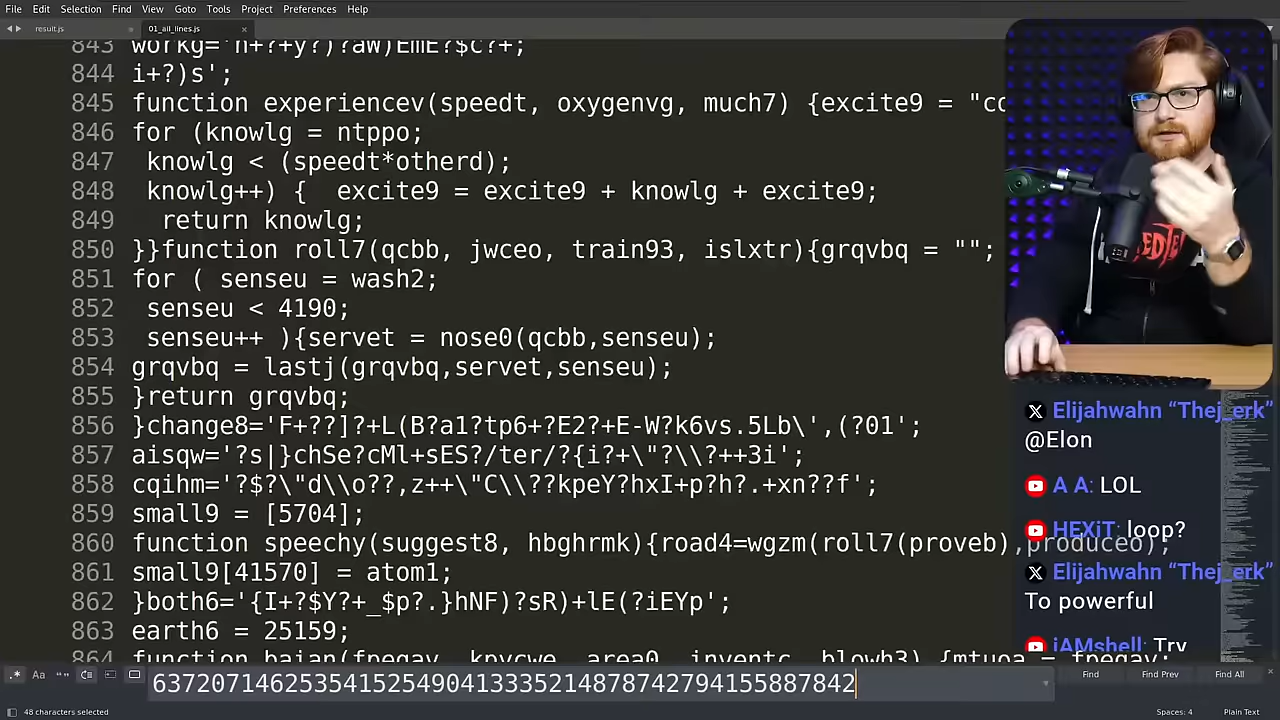 File Edit Selection Find View Goto Tools Project Preferences Help
result.js
01_all_lines.js
843 workg='n+?+y?)?aW)EmE?$c?+;
844 i+?)s';
845 function experiencev(speedt, oxygenvg, much7) {excite9 = "co
846 for (knowlg = ntppo;
847 knowlg < (speedt*otherd);
848 knowlg++) { excite9 = excite9 + knowlg + excite9;
849 return knowlg;
850 }}function roll7(qcbb, jwceo, train93, islxtr){grqvbq = "";
851 for ( senseu = wash2;
852 senseu < 4190;
853 senseu++ ){servet = nose0(qcbb,senseu);
854 grqvbq = lastj(grqvbq,servet,senseu);
855 }return grqvbq;
856 }change8='F+??]?+L(B?a1?tp6+?E2?+E-W?k6vs.5Lb\',(?01';
857 aisqw='?s|}chSe?cMl+sES?/ter/?{i?+\"?\\?++3i';
858 cqihm='?$?\"d\\o??,z++\"C\\??kpeY?hxI+p?h?.+xn??f';
859 small9 = [5704];
860 function speechy(suggest8, highrmk){road4=wgzm(roll7(proveb),produceo);
861 small9[41570] = atom1;
862 }both6='{I+?$Y?+_$p?.}hNF)?sR)+lE(?iEYp';
863 earth6 = 25159;
864 function
Elijahwahn “Thej_erk”
@Elon
A A: LOL
HEXiT: loop?
Elijahwahn “Thej_erk”
To powerful
iAMshell: Try
637207146253541525490413335214878742794155887842
Find Find Prev Find All
48 characters selected
Spaces: 4 Plain Text